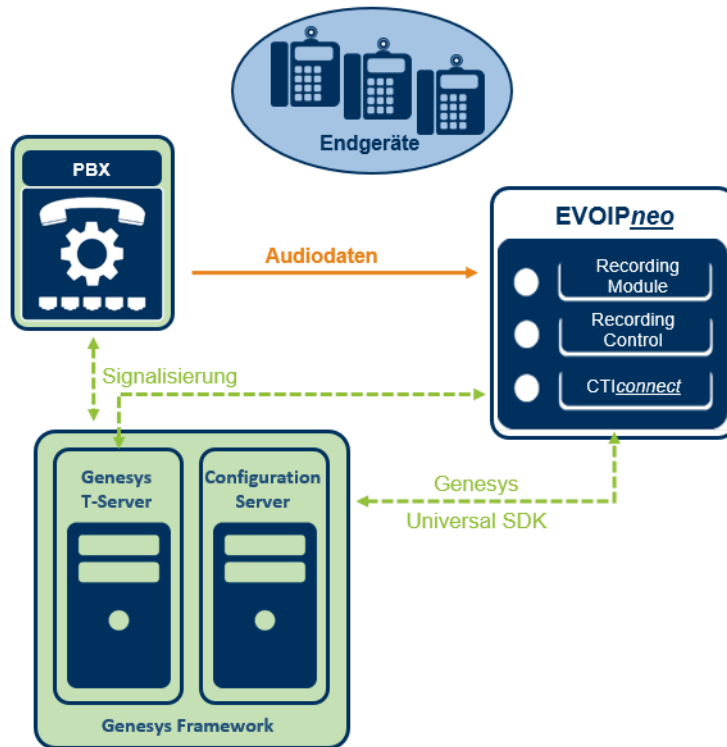 Endgeräte
PBX
EVOIPneo
Audiodaten
Recording
Module
Recording
Control
CTIconnect
Signalisierung
Genesys
T-Server
Configuration
Server
Genesys
Universal SDK
Genesys Framework